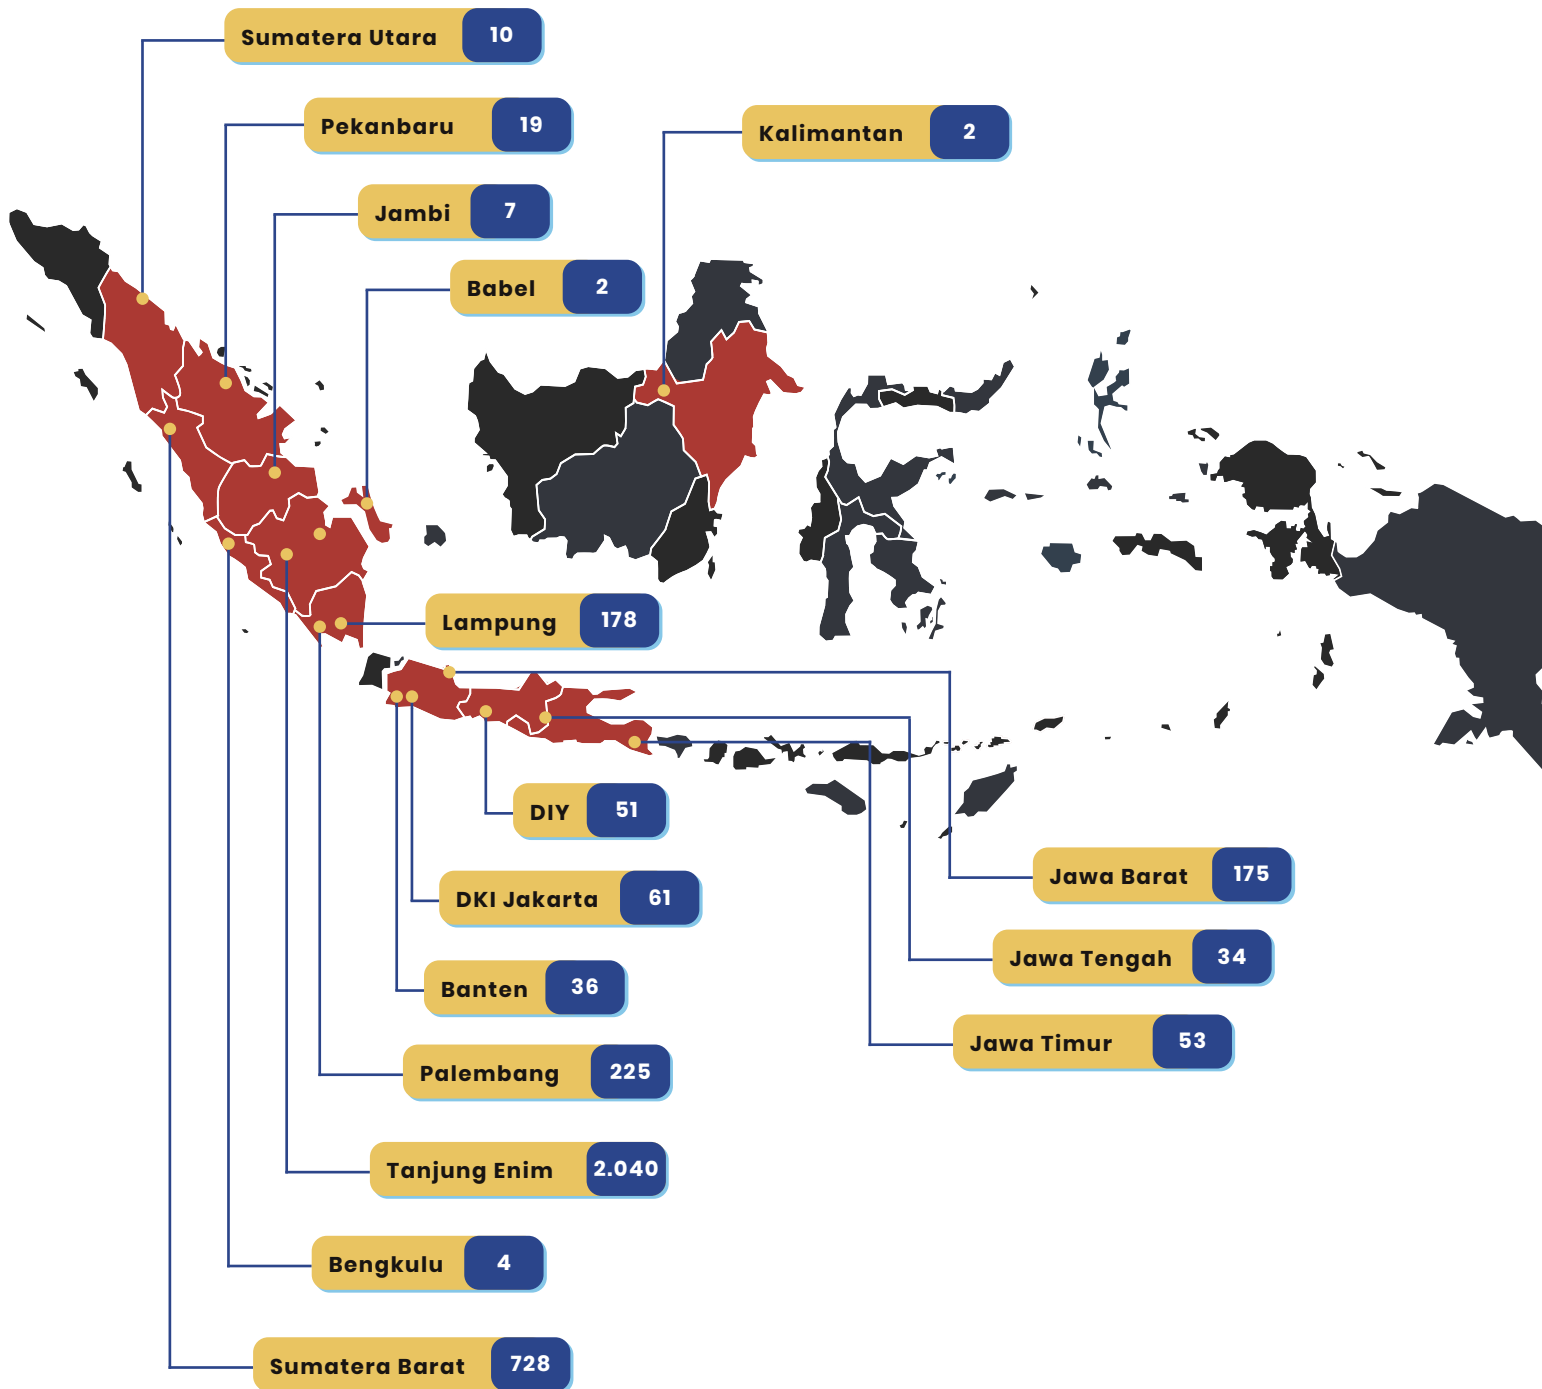 Sumatera Utara 10
Pekanbaru 19
Kalimantan 2
Jambi 7
Babel 2
Lampung 178
DIY 51
DKI Jakarta 61
Banten 36
Palembang 225
Tanjung Enim 2.040
Bengkulu 4
Sumatera Barat 728
Jawa Barat 175
Jawa Tengah 34
Jawa Timur 53